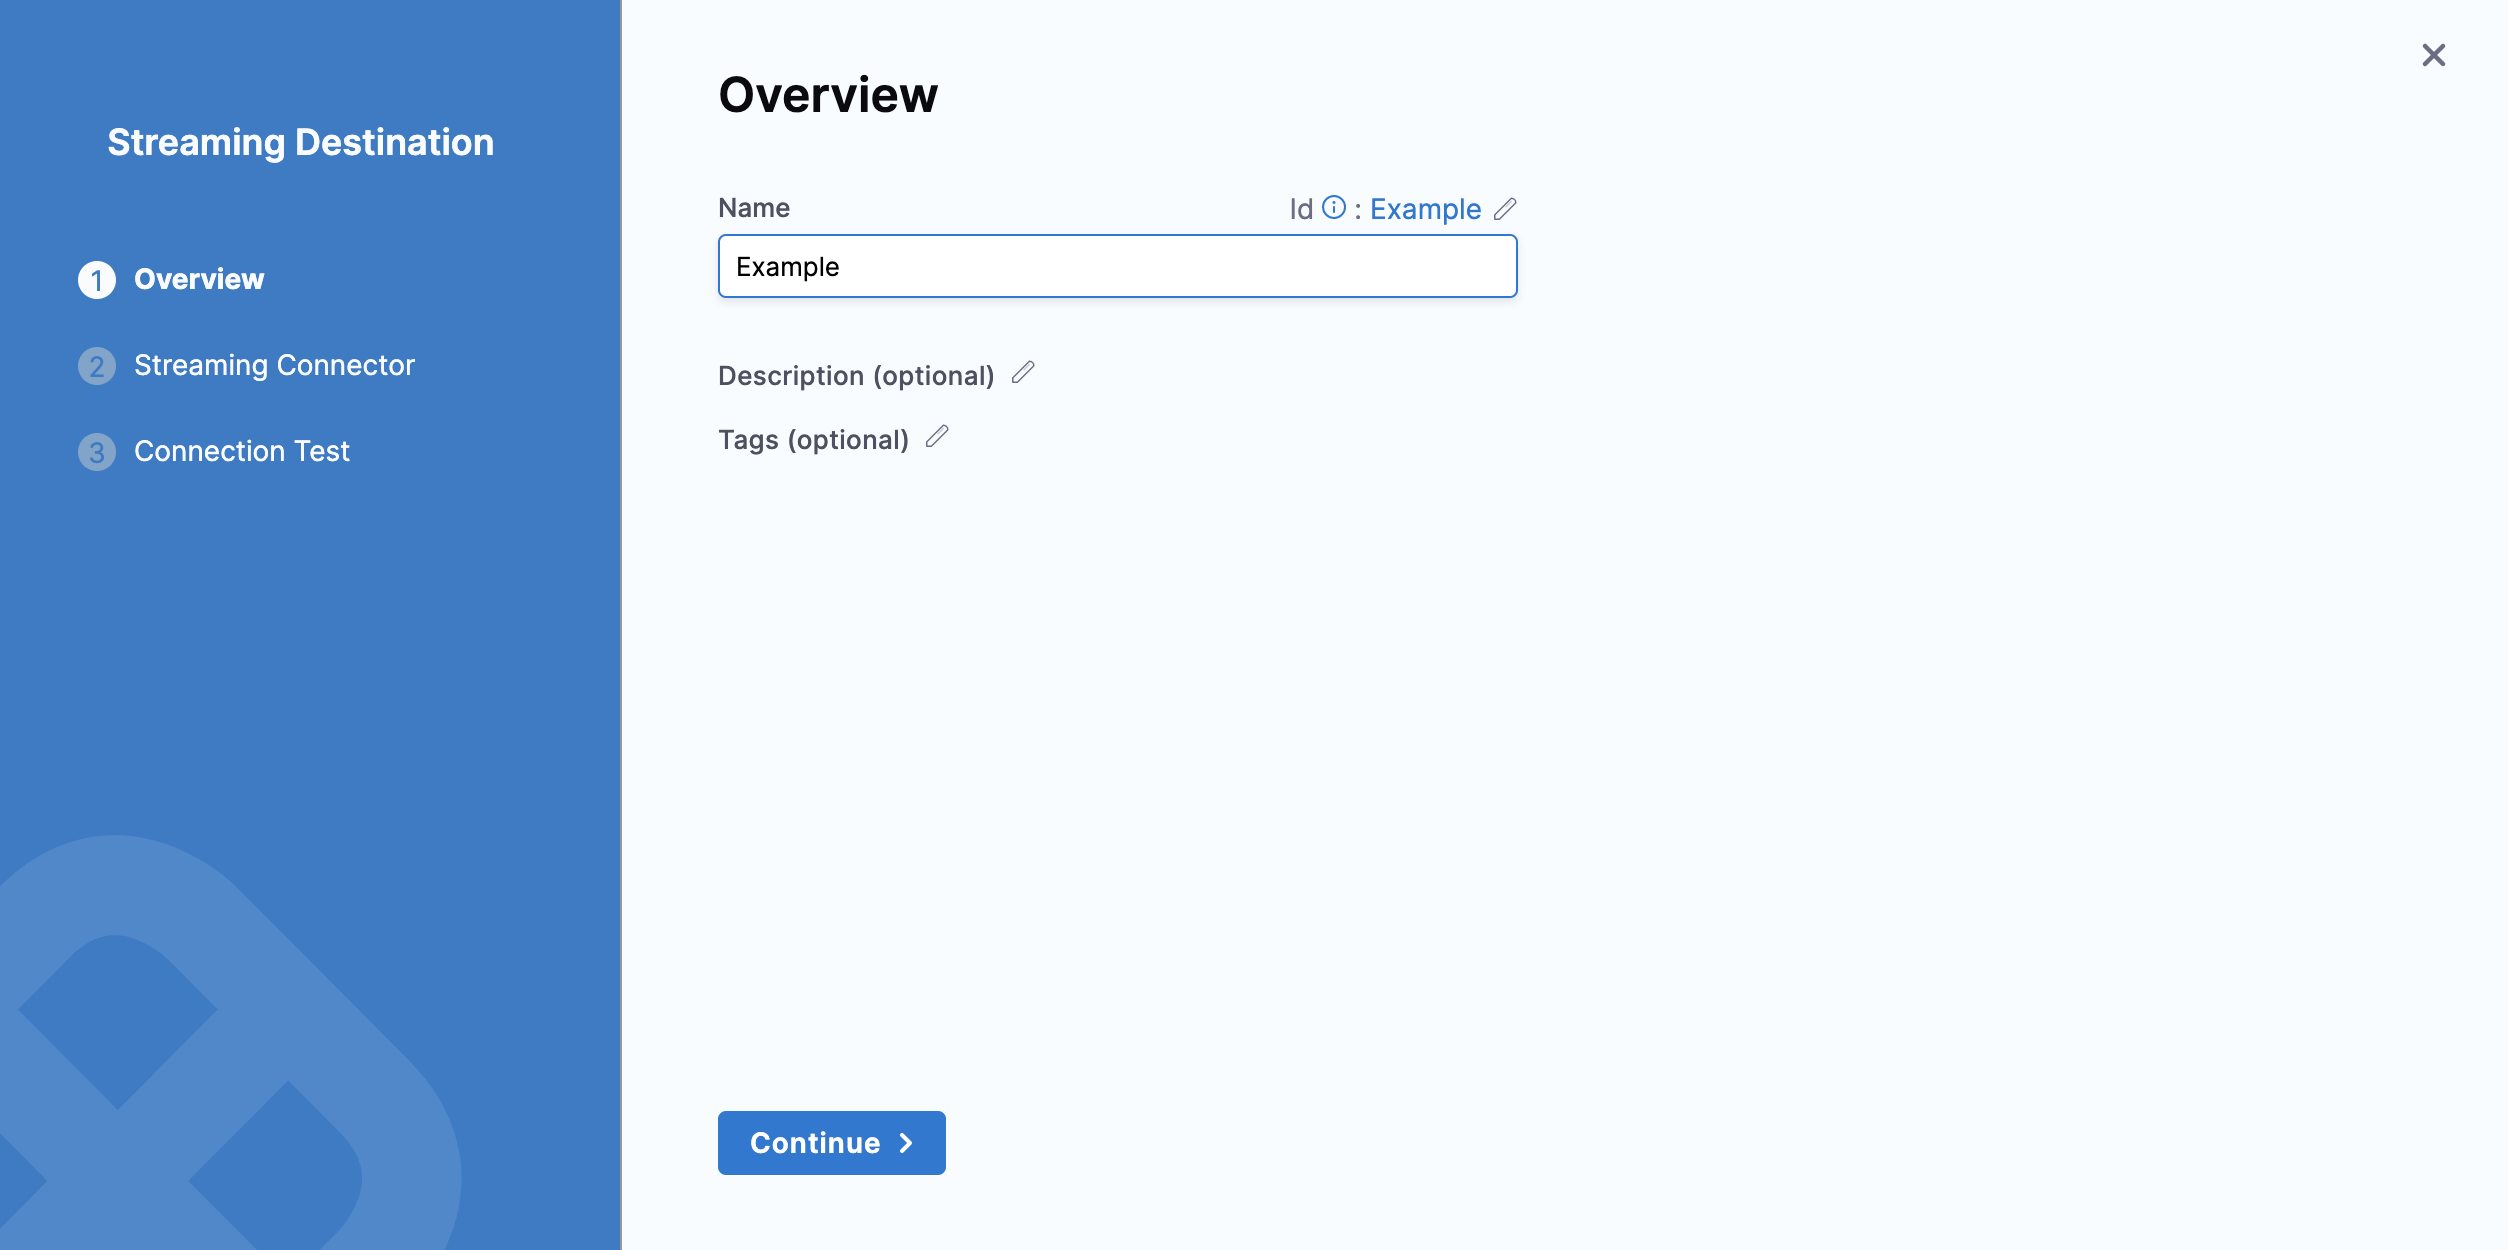 Streaming Destination
1 Overview
2 Streaming Connector
3 Connection Test
Overview
Name
Id : Example
Example
Description (optional)
Tags (optional)
Continue